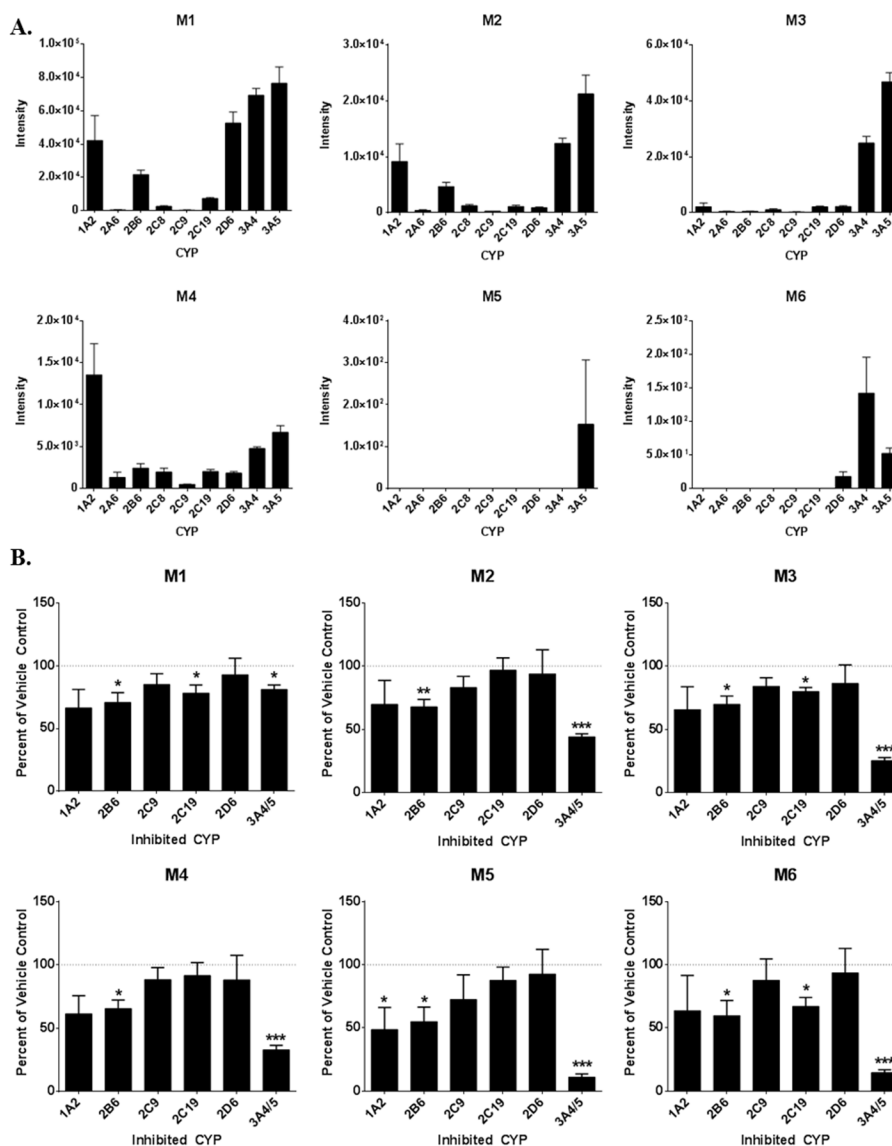 A.
M1
M2
M3
1.0×10⁵
8.0×10⁴
6.0×10⁴
4.0×10⁴
2.0×10⁴
0
Intensity
1A2 2A6 2B6 2C8 2C9 2C19 2D6 3A4 3A5
CYP
3.0×10⁴
2.0×10⁴
1.0×10⁴
0
Intensity
1A2 2A6 2B6 2C8 2C9 2C19 2D6 3A4 3A5
CYP
6.0×10⁴
4.0×10⁴
2.0×10⁴
0
Intensity
1A2 2A6 2B6 2C8 2C9 2C19 2D6 3A4 3A5
CYP
M4
M5
M6
2.0×10⁴
1.5×10⁴
1.0×10⁴
5.0×10³
0
Intensity
1A2 2A6 2B6 2C8 2C9 2C19 2D6 3A4 3A5
CYP
4.0×10²
3.0×10²
2.0×10²
1.0×10²
0
Intensity
1A2 2A6 2B6 2C8 2C9 2C19 2D6 3A4 3A5
CYP
2.5×10²
2.0×10²
1.5×10²
1.0×10²
5.0×10¹
0
Intensity
1A2 2A6 2B6 2C8 2C9 2C19 2D6 3A4 3A5
CYP
B.
M1
M2
M3
150
100
50
0
Percent of Vehicle Control
* * *
1A2 2B6 2C9 2C19 2D6 3A4/5
Inhibited CYP
150
100
50
0
Percent of Vehicle Control
** ***
1A2 2B6 2C9 2C19 2D6 3A4/5
Inhibited CYP
150
100
50
0
Percent of Vehicle Control
* * ***
1A2 2B6 2C9 2C19 2D6 3A4/5
Inhibited CYP
M4
M5
M6
150
100
50
0
Percent of Vehicle Control
* ***
1A2 2B6 2C9 2C19 2D6 3A4/5
Inhibited CYP
150
100
50
0
Percent of Vehicle Control
* * ***
1A2 2B6 2C9 2C19 2D6 3A4/5
Inhibited CYP
150
100
50
0
Percent of Vehicle Control
* * ***
1A2 2B6 2C9 2C19 2D6 3A4/5
Inhibited CYP